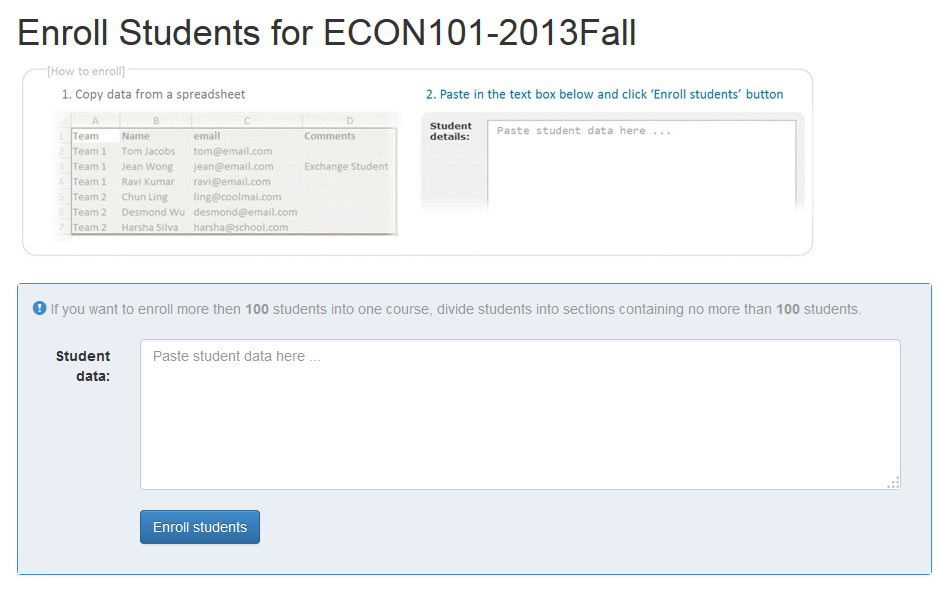 Enroll Students for ECON101-2013Fall
[How to enroll]
1. Copy data from a spreadsheet
A B C D
1 Team Name email Comments
2 Team 1 Tom Jacobs tom@email.com
3 Team 1 Jean Wong jean@email.com Exchange Student
4 Team 1 Ravi Kumar ravi@email.com
5 Team 2 Chun Ling ling@coolmai.com
6 Team 2 Desmond Wu desmond@email.com
7 Team 2 Harsha Silva harsha@school.com
2. Paste in the text box below and click ‘Enroll students’ button
Student
details:
Paste student data here ...
If you want to enroll more then 100 students into one course, divide students into sections containing no more than 100 students.
Student
data:
Paste student data here ...
Enroll students